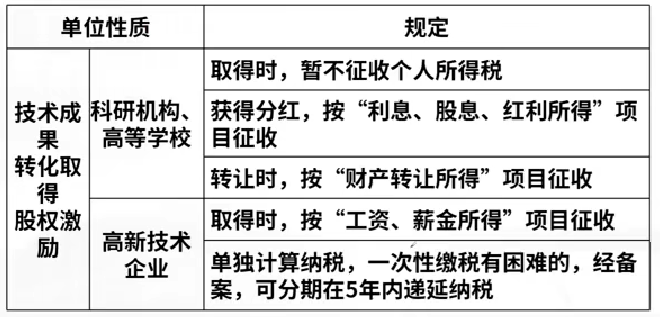 单位性质
规定
技术成
果
转化取
得
股权激
励
科研机构、
高等学校
取得时，暂不征收个人所得税
获得分红，按“利息、股息、红利所得”项
目征收
转让时，按“财产转让所得”项目征收
高新技术
企业
取得时，按“工资、薪金所得”项目征收
单独计算纳税，一次性缴税有困难的，经备
案，可分期在5年内递延纳税